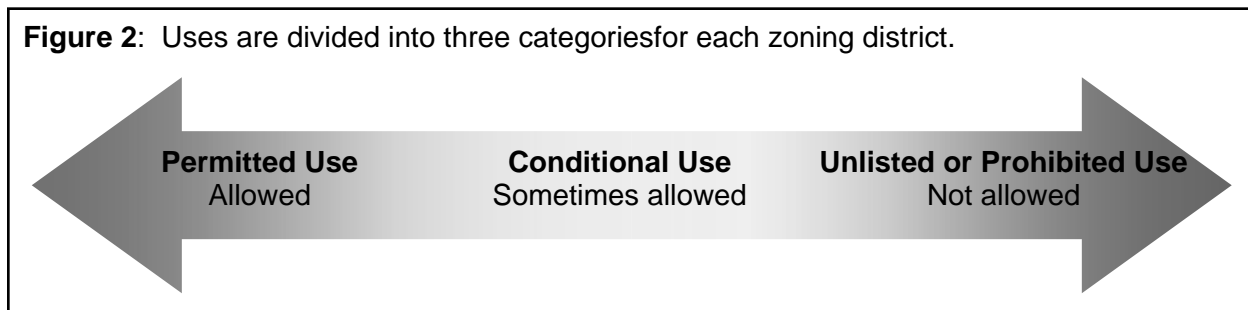 Figure 2: Uses are divided into three categoriesfor each zoning district.
Permitted Use Conditional Use Unlisted or Prohibited Use
Allowed Sometimes allowed Not allowed